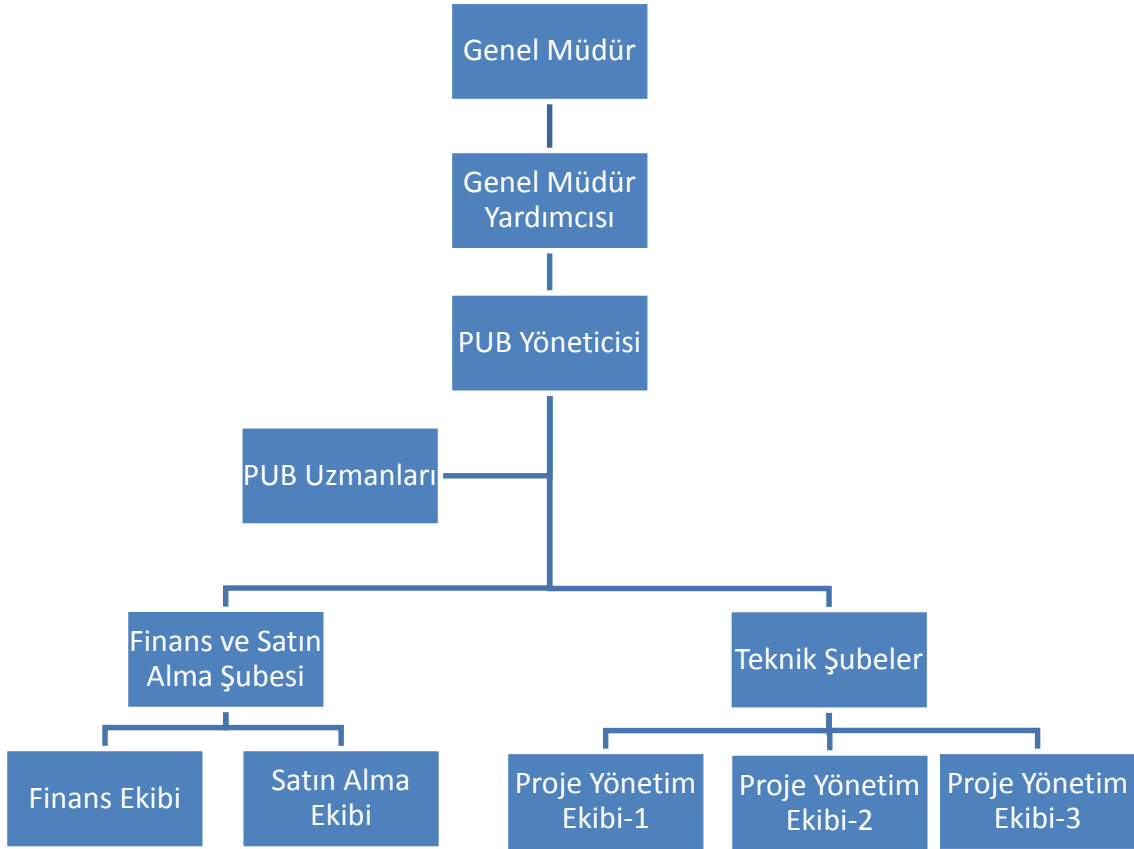 Genel Müdür
Genel Müdür
Yardımcısı
PUB Yöneticisi
PUB Uzmanları
Finans ve Satın
Alma Şubesi
Teknik Şubeler
Finans Ekibi
Satın Alma
Ekibi
Proje Yönetim
Ekibi-1
Proje Yönetim
Ekibi-2
Proje Yönetim
Ekibi-3